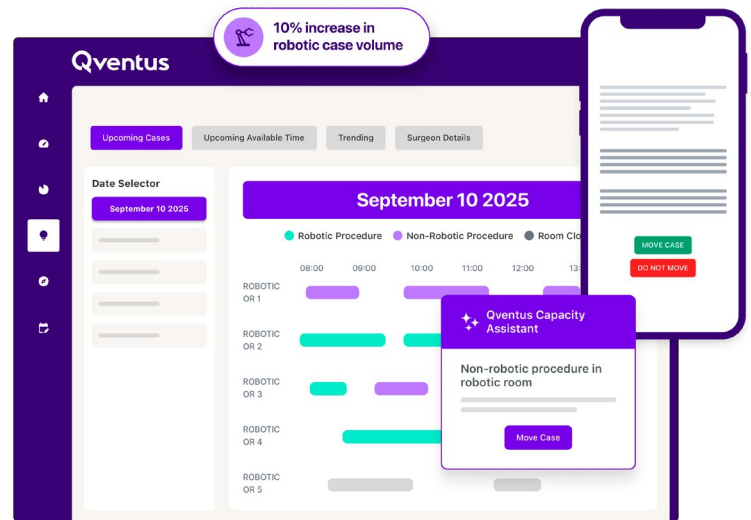 10% increase in
robotic case volume
Qventus
Upcoming Cases
Upcoming Available Time
Trending
Surgeon Details
Date Selector
September 10 2025
September 10 2025
Robotic Procedure
Non-Robotic Procedure
Room Clo
08:00 09:00 10:00 11:00 12:00 13:
ROBOTIC
OR 1
ROBOTIC
OR 2
ROBOTIC
OR 3
ROBOTIC
OR 4
ROBOTIC
OR 5
Qventus Capacity
Assistant
Non-robotic procedure in
robotic room
Move Case
MOVE CASE
DO NOT MOVE